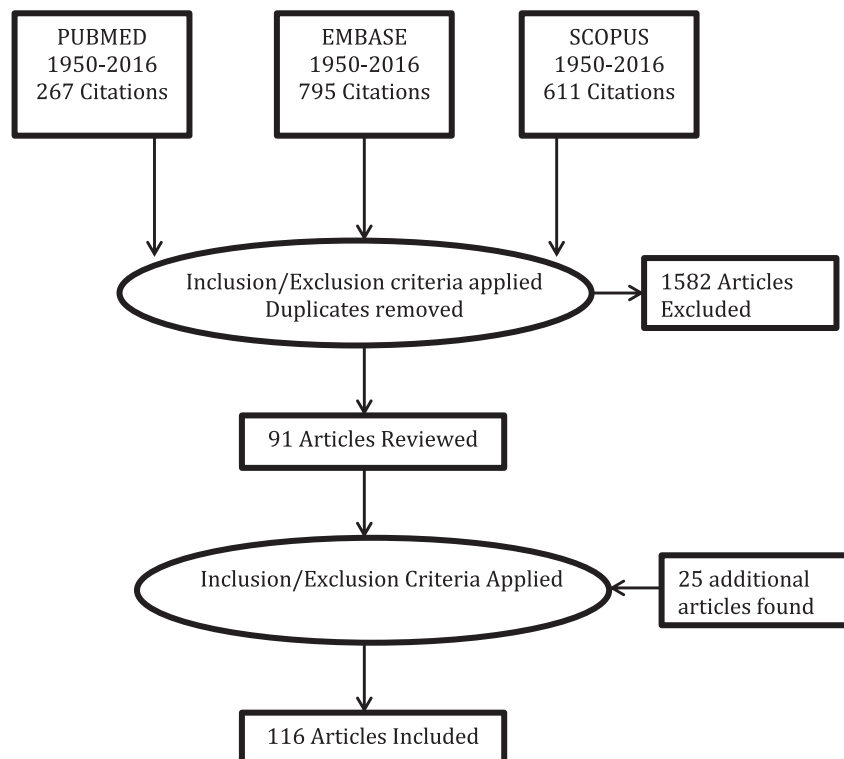 PUBMED
1950-2016
267 Citations
EMBASE
1950-2016
795 Citations
SCOPUS
1950-2016
611 Citations
Inclusion/Exclusion criteria applied
Duplicates removed
1582 Articles
Excluded
91 Articles Reviewed
Inclusion/Exclusion Criteria Applied
25 additional
articles found
116 Articles Included